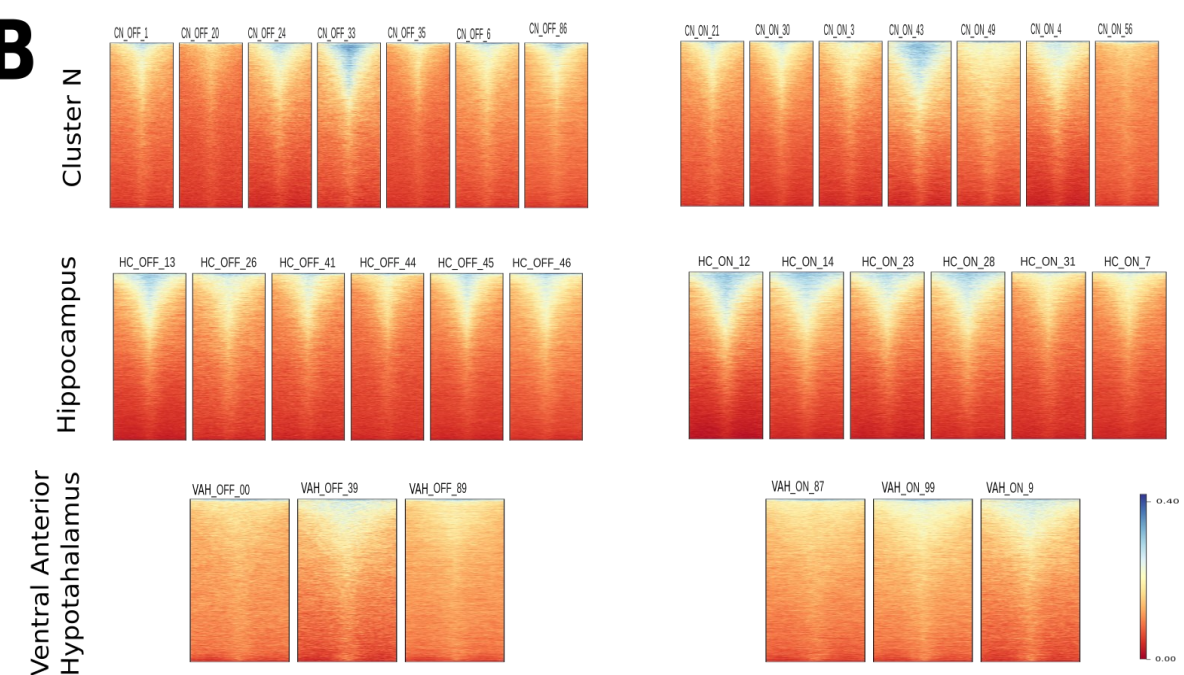 B
Cluster N
CN_OFF_1 CN_OFF_20 CN_OFF_24 CN_OFF_33 CN_OFF_35 CN_OFF_6 CN_OFF_86
CN_ON_21 CN_ON_30 CN_ON_3 CN_ON_43 CN_ON_49 CN_ON_4 CN_ON_56
Hippocampus
HC_OFF_13 HC_OFF_26 HC_OFF_41 HC_OFF_44 HC_OFF_45 HC_OFF_46
HC_ON_12 HC_ON_14 HC_ON_23 HC_ON_28 HC_ON_31 HC_ON_7
Ventral Anterior
Hypotahalamus
VAH_OFF_00 VAH_OFF_39 VAH_OFF_89
VAH_ON_87 VAH_ON_99 VAH_ON_9
0.40
0.00